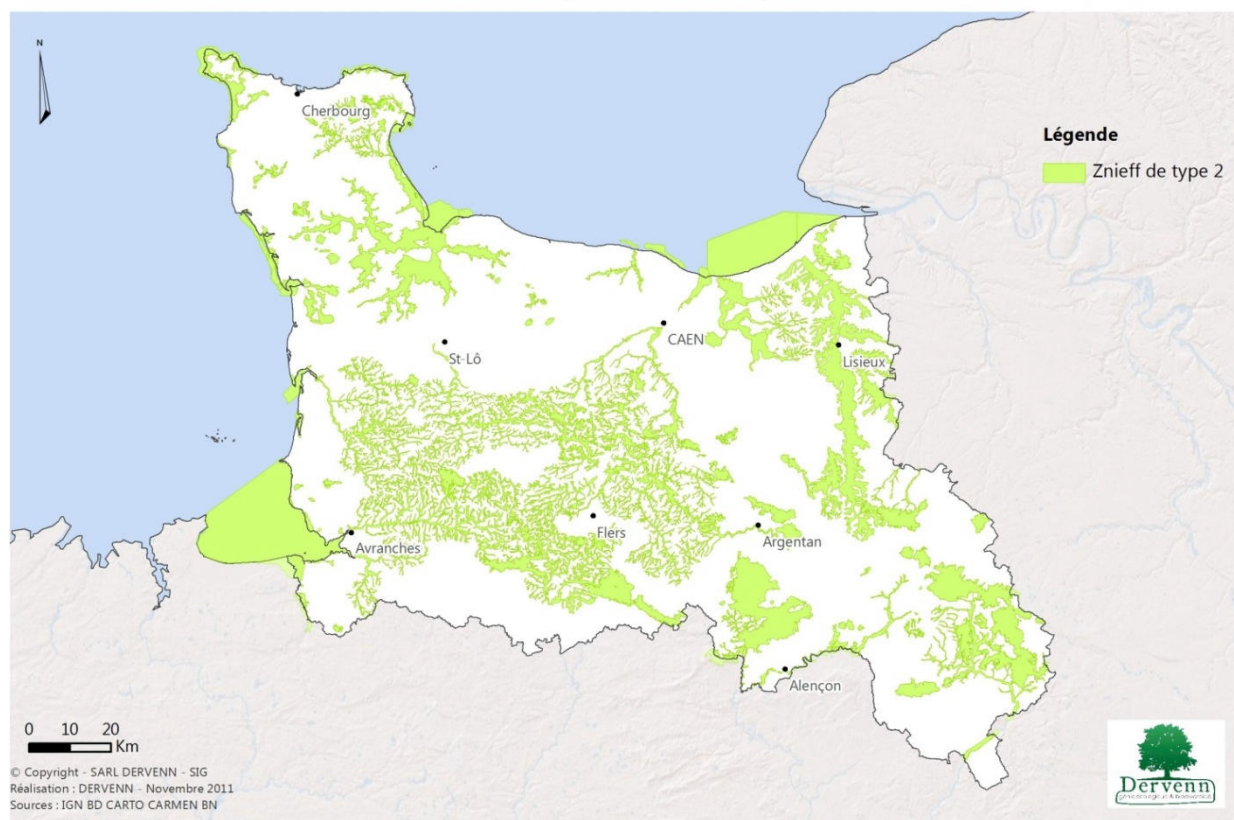 N
Cherbourg
Légende
Znieff de type 2
CAEN
St-Lô
Lisieux
Flers
Argentan
Avranches
Alençon
0 10 20
Km
© Copyright - SARL DERVENN - SIG
Réalisation : DERVENN - Novembre 2011
Sources : IGN BD CARTO CARMEN BN
Dervenn